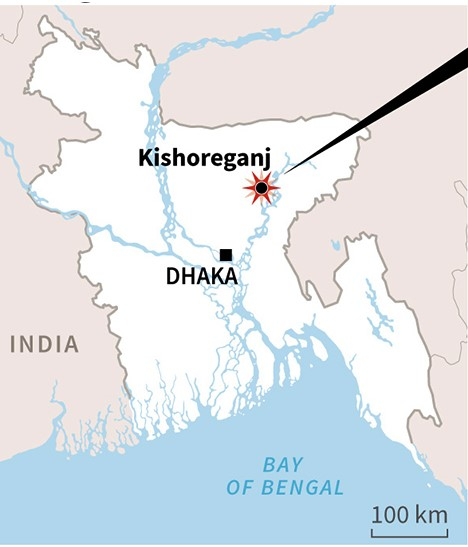 Kishoreganj
DHAKA
INDIA
BAY
OF BENGAL
100 km